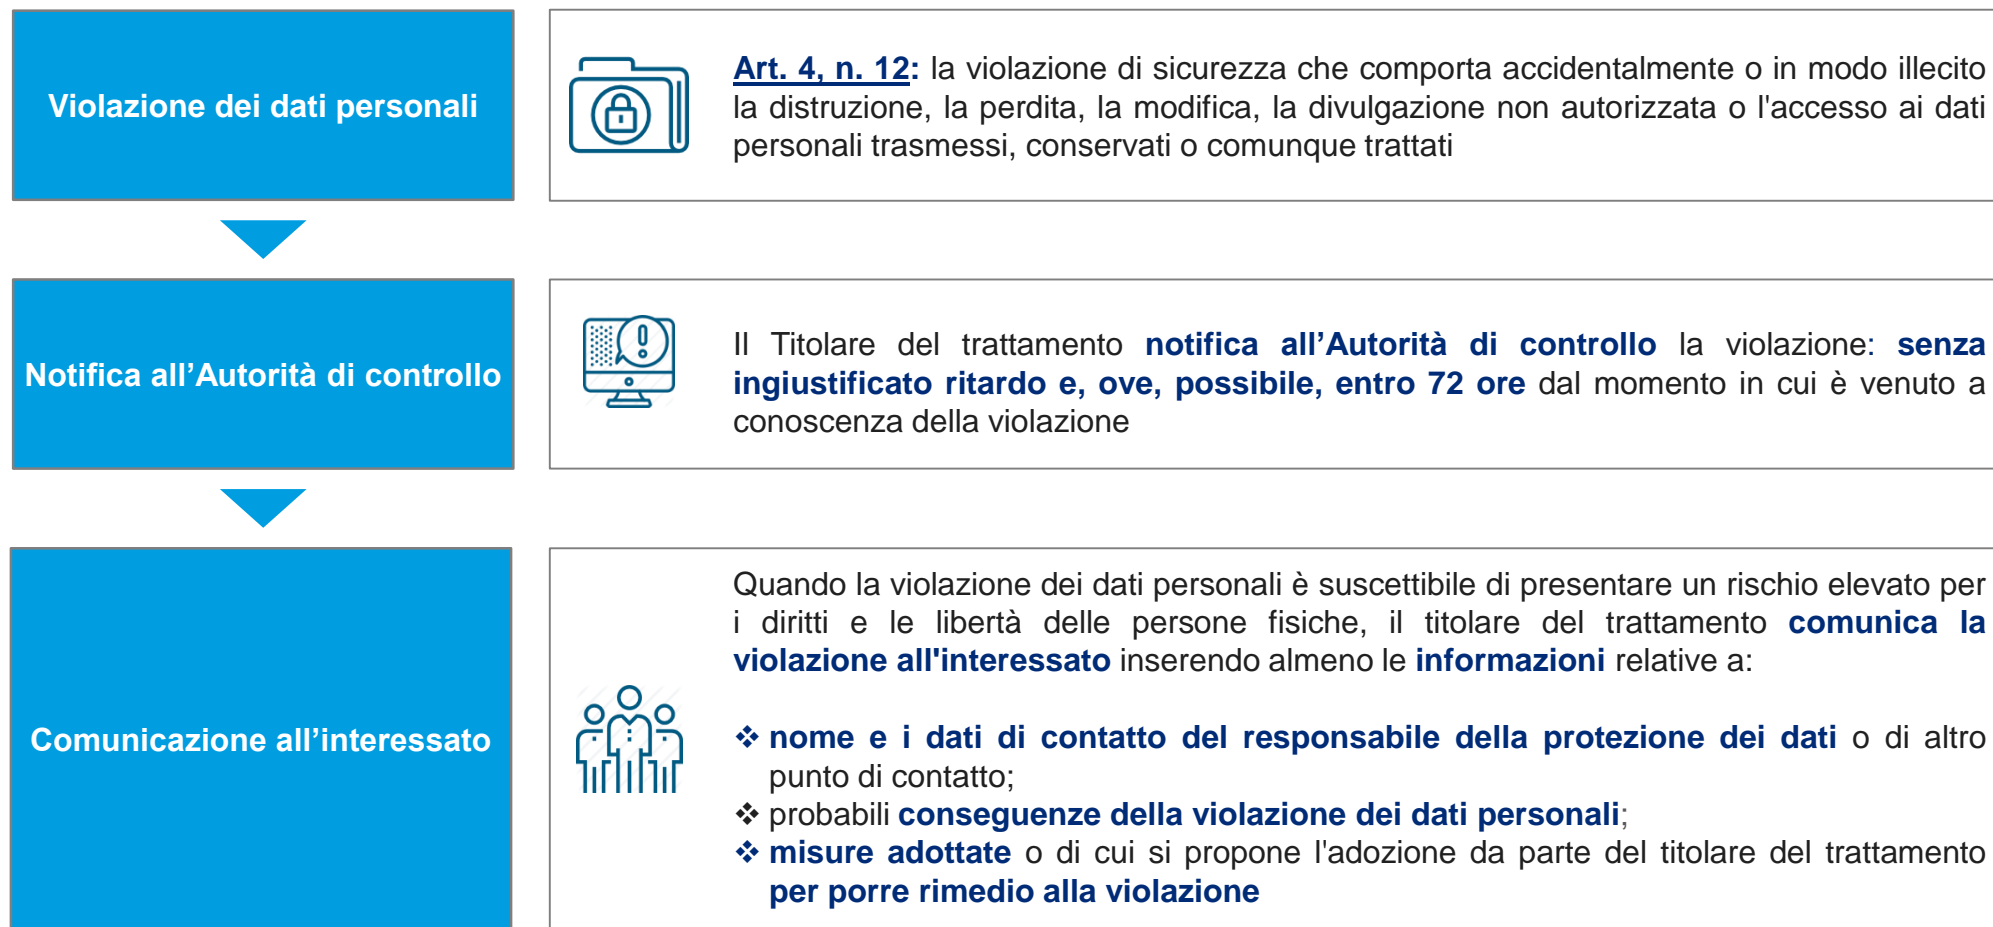 Violazione dei dati personali
Art. 4, n. 12: la violazione di sicurezza che comporta accidentalmente o in modo illecito
la distruzione, la perdita, la modifica, la divulgazione non autorizzata o l'accesso ai dati
personali trasmessi, conservati o comunque trattati
Notifica all’Autorità di controllo
Il Titolare del trattamento notifica all’Autorità di controllo la violazione: senza
ingiustificato ritardo e, ove, possibile, entro 72 ore dal momento in cui è venuto a
conoscenza della violazione
Comunicazione all’interessato
Quando la violazione dei dati personali è suscettibile di presentare un rischio elevato per
i diritti e le libertà delle persone fisiche, il titolare del trattamento comunica la
violazione all'interessato inserendo almeno le informazioni relative a:
❖ nome e i dati di contatto del responsabile della protezione dei dati o di altro
punto di contatto;
❖ probabili conseguenze della violazione dei dati personali;
❖ misure adottate o di cui si propone l'adozione da parte del titolare del trattamento
per porre rimedio alla violazione